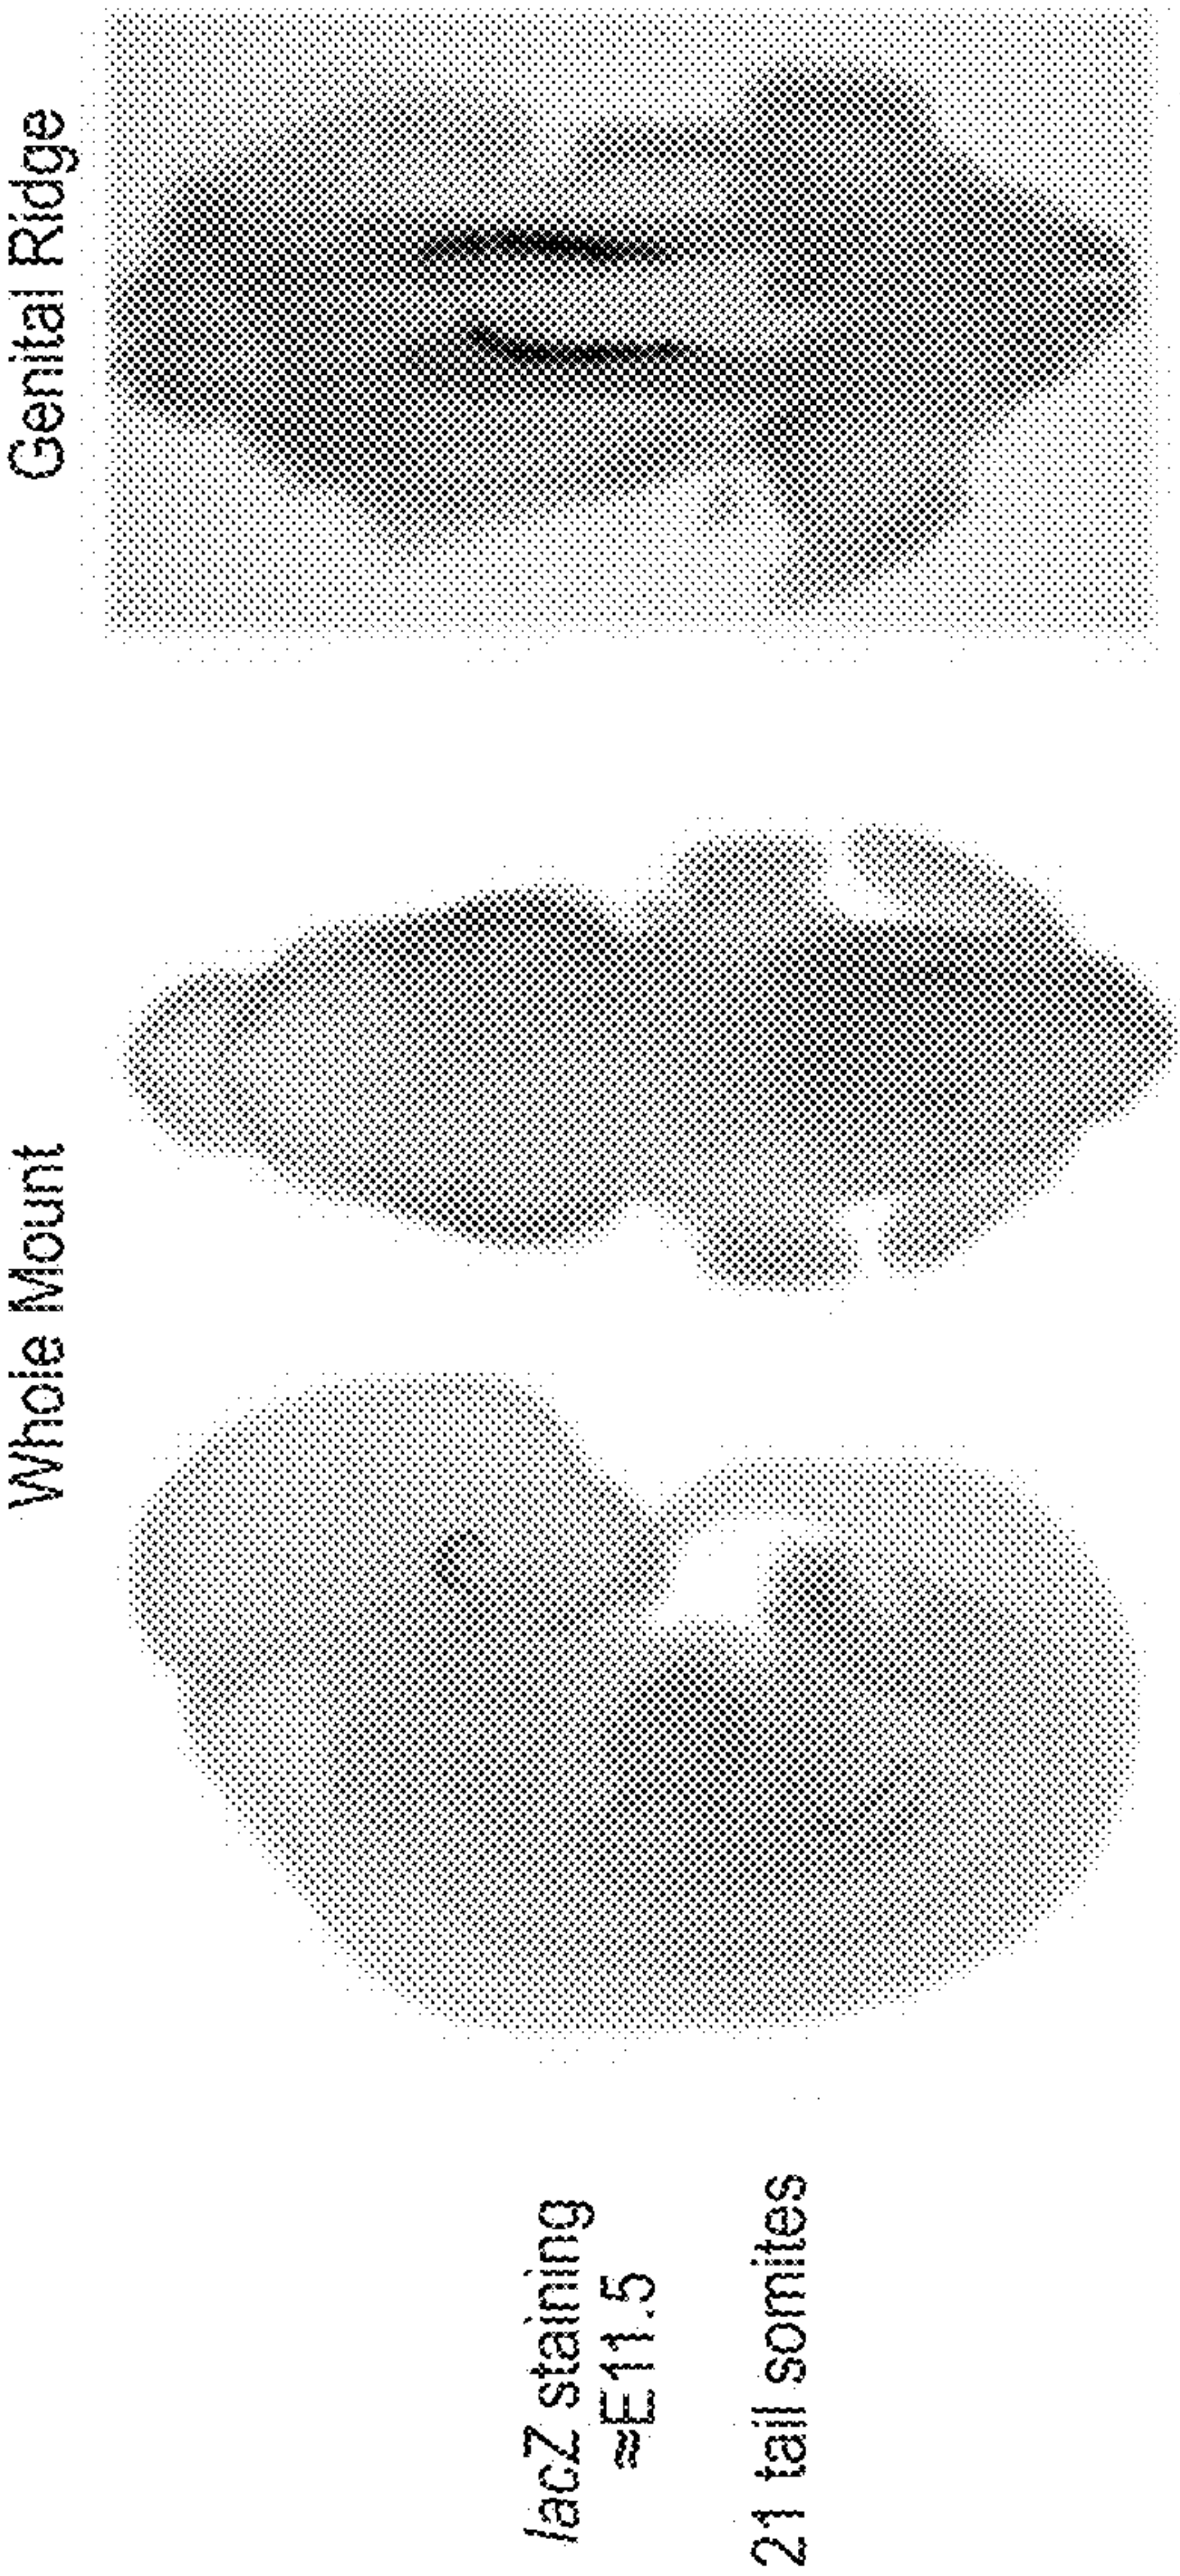 Whole Mount
Genital Ridge
lacZ staining
≈E11.5
21 tail somites